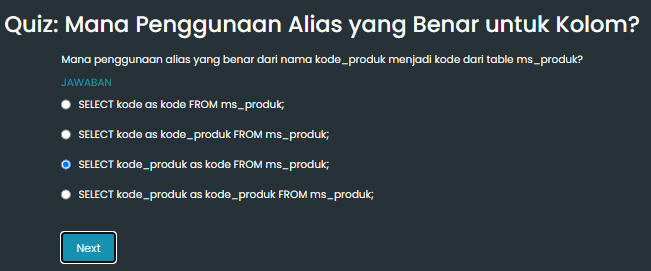 Quiz: Mana Penggunaan Alias yang Benar untuk Kolom?
Mana penggunaan alias yang benar dari nama kode_produk menjadi kode dari table ms_produk?
JAWABAN
SELECT kode as kode FROM ms_produk;
SELECT kode as kode_produk FROM ms_produk;
SELECT kode_produk as kode FROM ms_produk;
SELECT kode_produk as kode_produk FROM ms_produk;
Next